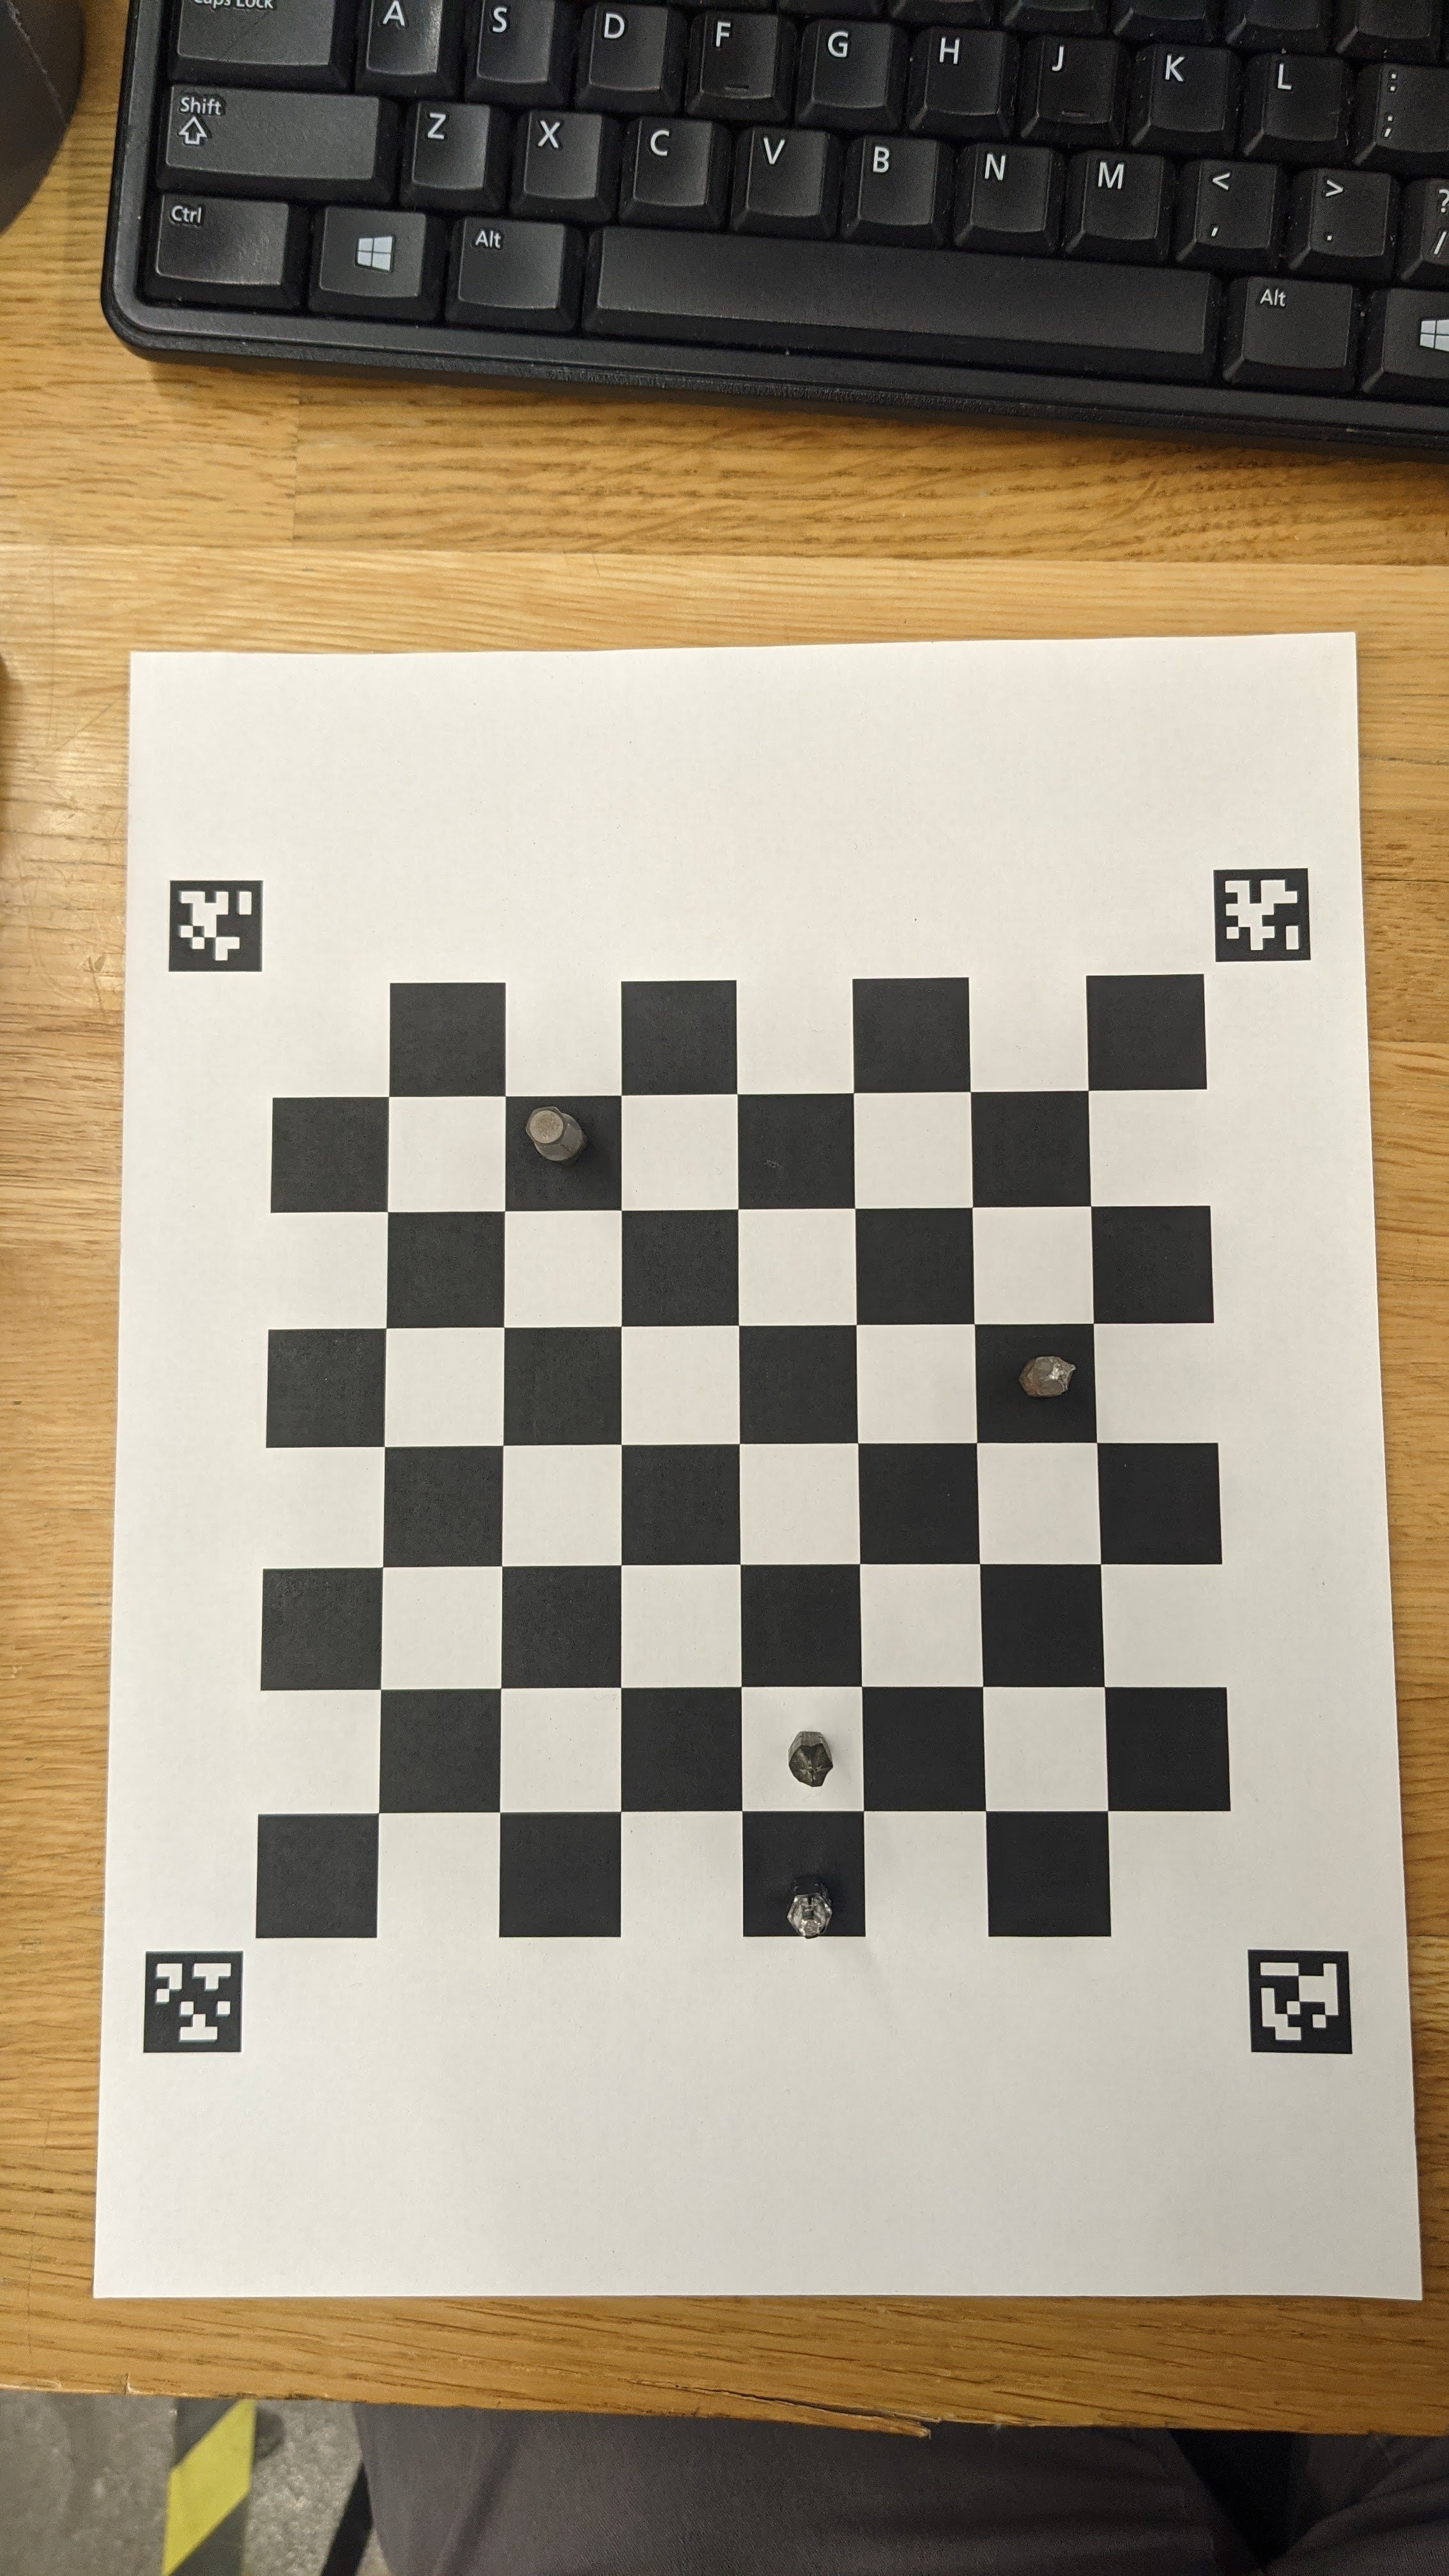 Caps Lock A S D F G H J K L : ;
Shift Z X C V B N M < , > . ? /
Ctrl Alt Alt